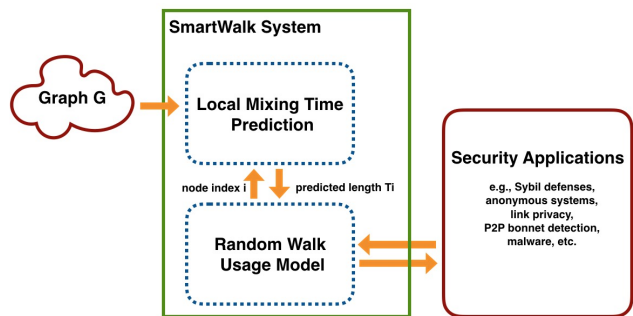 SmartWalk System
Graph G
Local Mixing Time
Prediction
node index i
predicted length Ti
Random Walk
Usage Model
Security Applications
e.g., Sybil defenses,
anonymous systems,
link privacy,
P2P bonnet detection,
malware, etc.